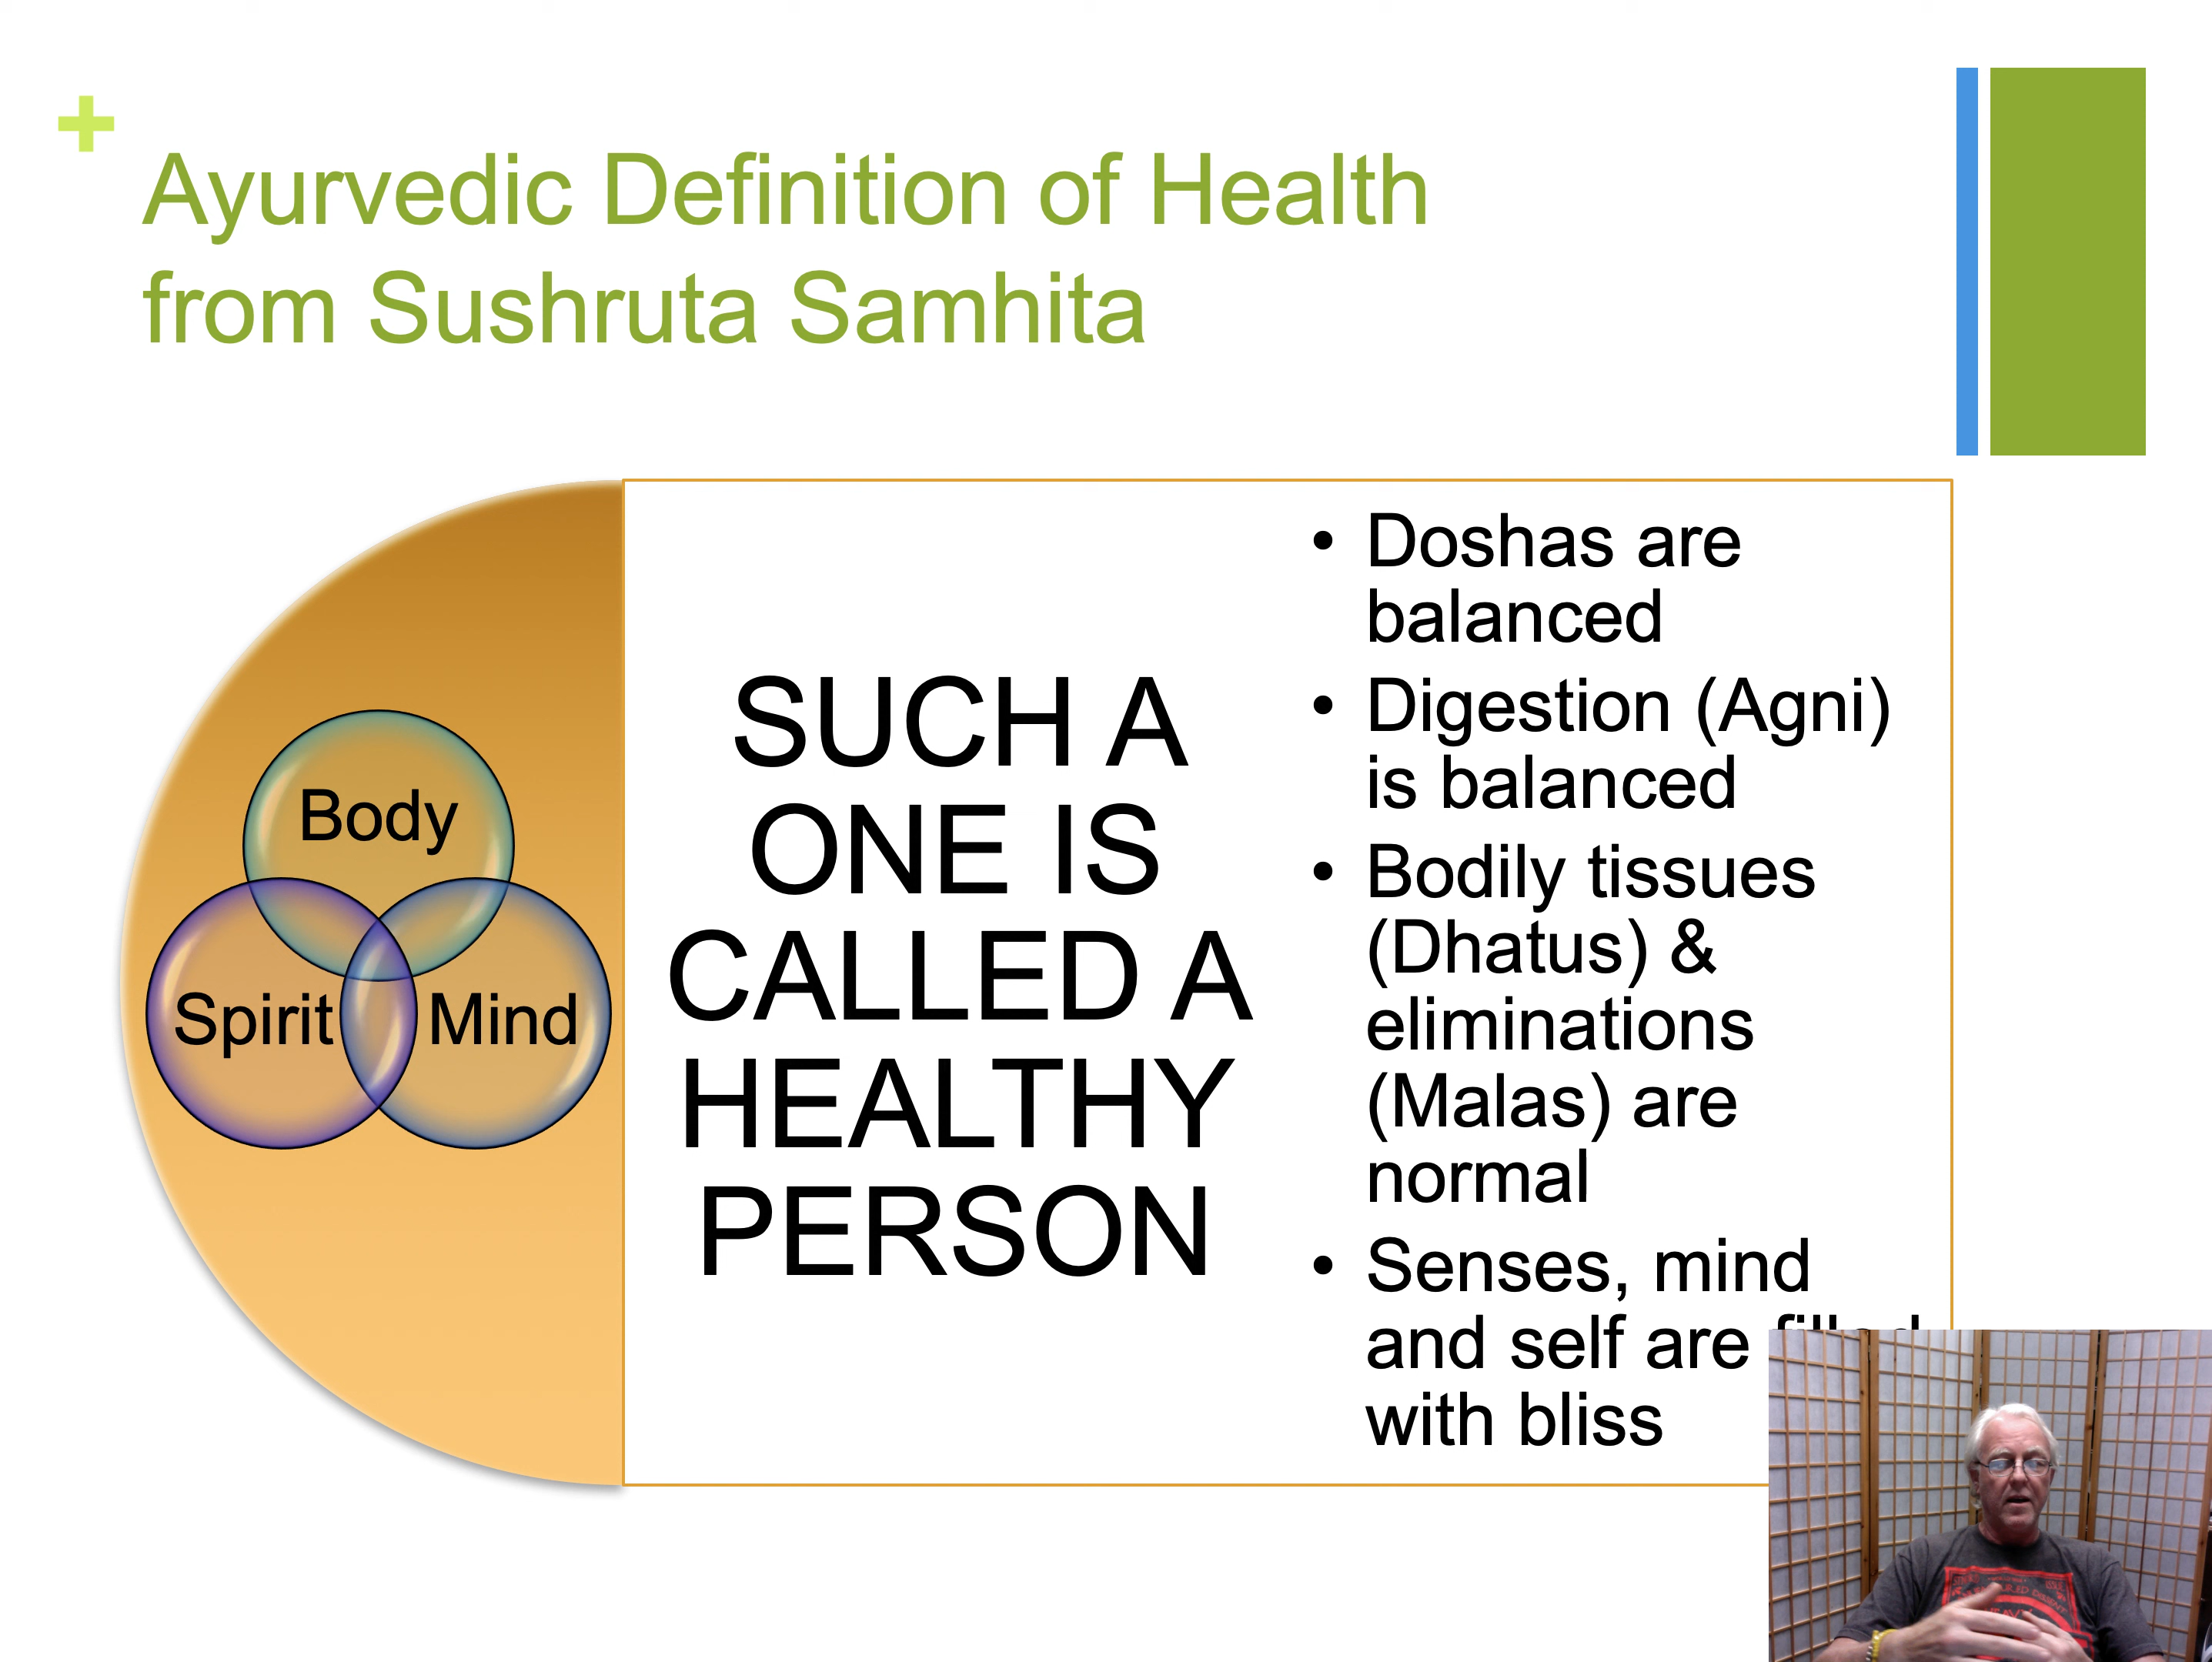 +
Ayurvedic Definition of Health
from Sushruta Samhita
Body
Spirit
Mind
SUCH A
ONE IS
CALLED A
HEALTHY
PERSON
• Doshas are
balanced
• Digestion (Agni)
is balanced
• Bodily tissues
(Dhatus) &
eliminations
(Malas) are
normal
• Senses, mind
and self are filled
with bliss